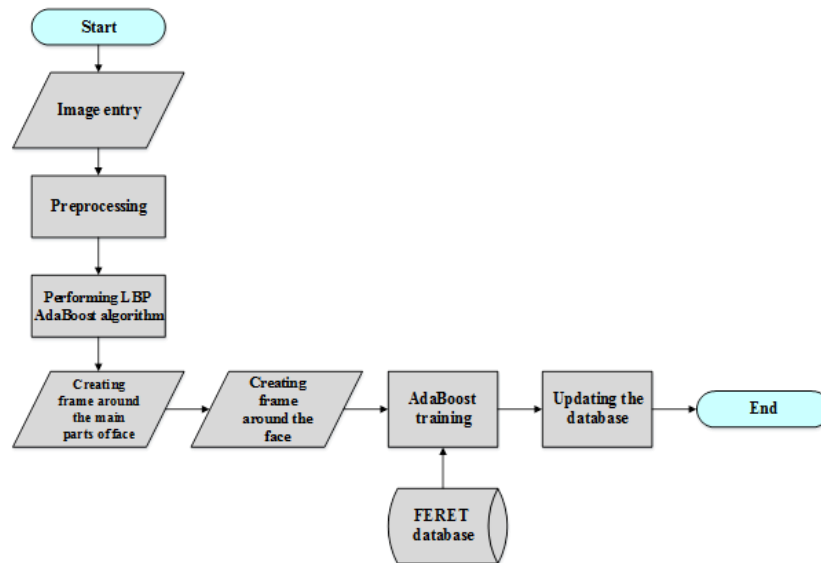 Start
Image entry
Preprocessing
Performing LBP
AdaBoost algorithm
Creating
frame around
the main
parts of face
Creating
frame
around the
face
AdaBoost
training
Updating the
database
End
FERET
database